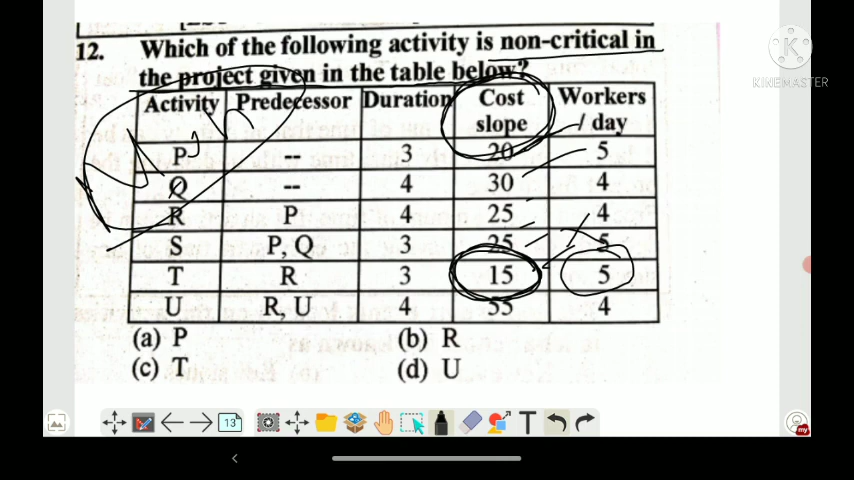 KINEMASTER
12. Which of the following activity is non-critical in
the project given in the table below?
Activity Predecessor Duration Cost slope Workers / day
P -- 3 20 5
Q -- 4 30 4
R P 4 25 4
S P, Q 3 25 5
T R 3 15 5
U R, U 4 55 4
(a) P (b) R
(c) T (d) U
13
T
my